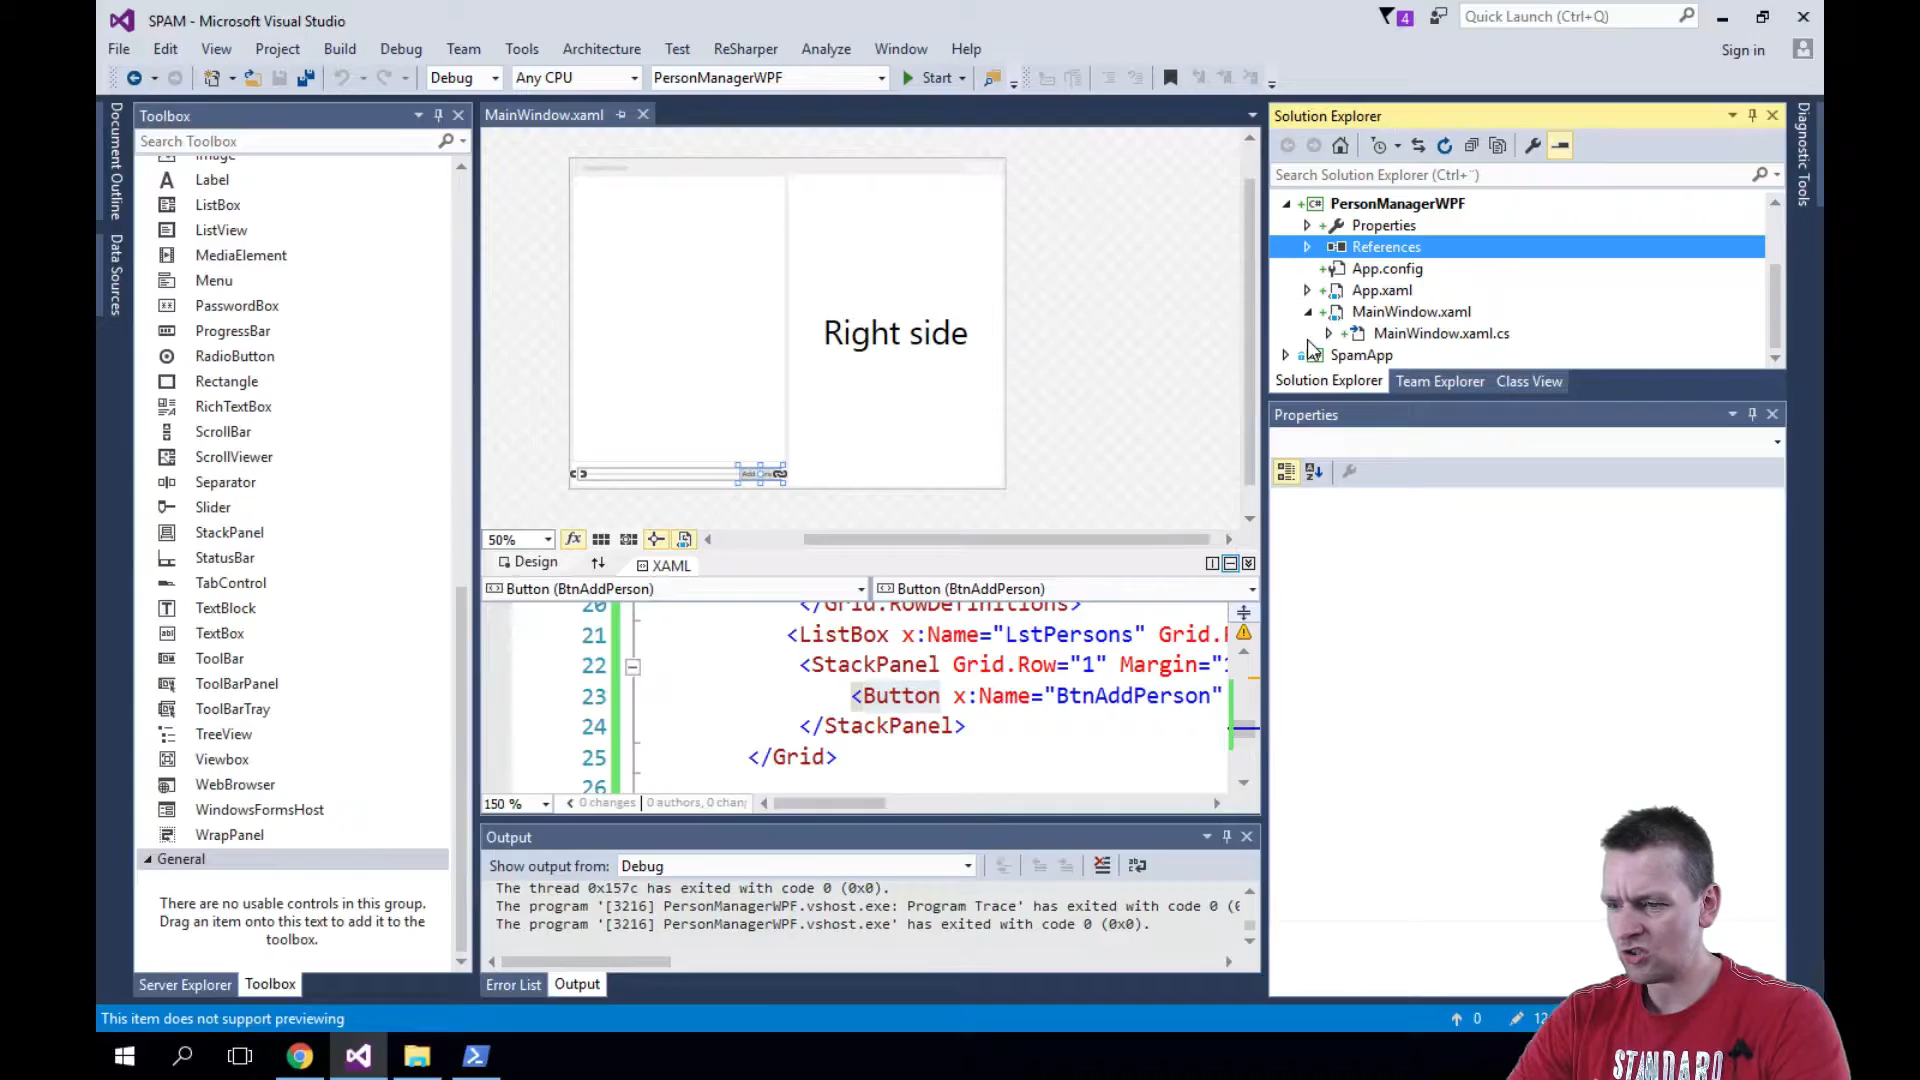 SPAM - Microsoft Visual Studio
4
Quick Launch (Ctrl+Q)
File Edit View Project Build Debug Team Tools Architecture Test ReSharper Analyze Window Help
Sign in
Debug Any CPU PersonManagerWPF Start
Document Outline
Data Sources
Toolbox
Search Toolbox
Image
Label
ListBox
ListView
MediaElement
Menu
PasswordBox
ProgressBar
RadioButton
Rectangle
RichTextBox
ScrollBar
ScrollViewer
Separator
Slider
StackPanel
StatusBar
TabControl
TextBlock
TextBox
ToolBar
ToolBarPanel
ToolBarTray
TreeView
Viewbox
WebBrowser
WindowsFormsHost
WrapPanel
General
There are no usable controls in this group.
Drag an item onto this text to add it to the
toolbox.
Server Explorer Toolbox
MainWindow.xaml
Right side
Add
50%
Design XAML
Button (BtnAddPerson) Button (BtnAddPerson)
20 </Grid.RowDefinitions>
21 <ListBox x:Name="LstPersons" Grid.
22 <StackPanel Grid.Row="1" Margin="
23 <Button x:Name="BtnAddPerson"
24 </StackPanel>
25 </Grid>
26
150 % 0 changes 0 authors, 0 chan
Output
Show output from: Debug
The thread 0x157c has exited with code 0 (0x0).
The program '[3216] PersonManagerWPF.vshost.exe: Program Trace' has exited with code 0 (
The program '[3216] PersonManagerWPF.vshost.exe' has exited with code 0 (0x0).
Error List Output
Solution Explorer
Search Solution Explorer (Ctrl+¨)
C# PersonManagerWPF
Properties
References
App.config
App.xaml
MainWindow.xaml
MainWindow.xaml.cs
SpamApp
Solution Explorer Team Explorer Class View
Properties
Diagnostic Tools
This item does not support previewing
0
12
STANDARD